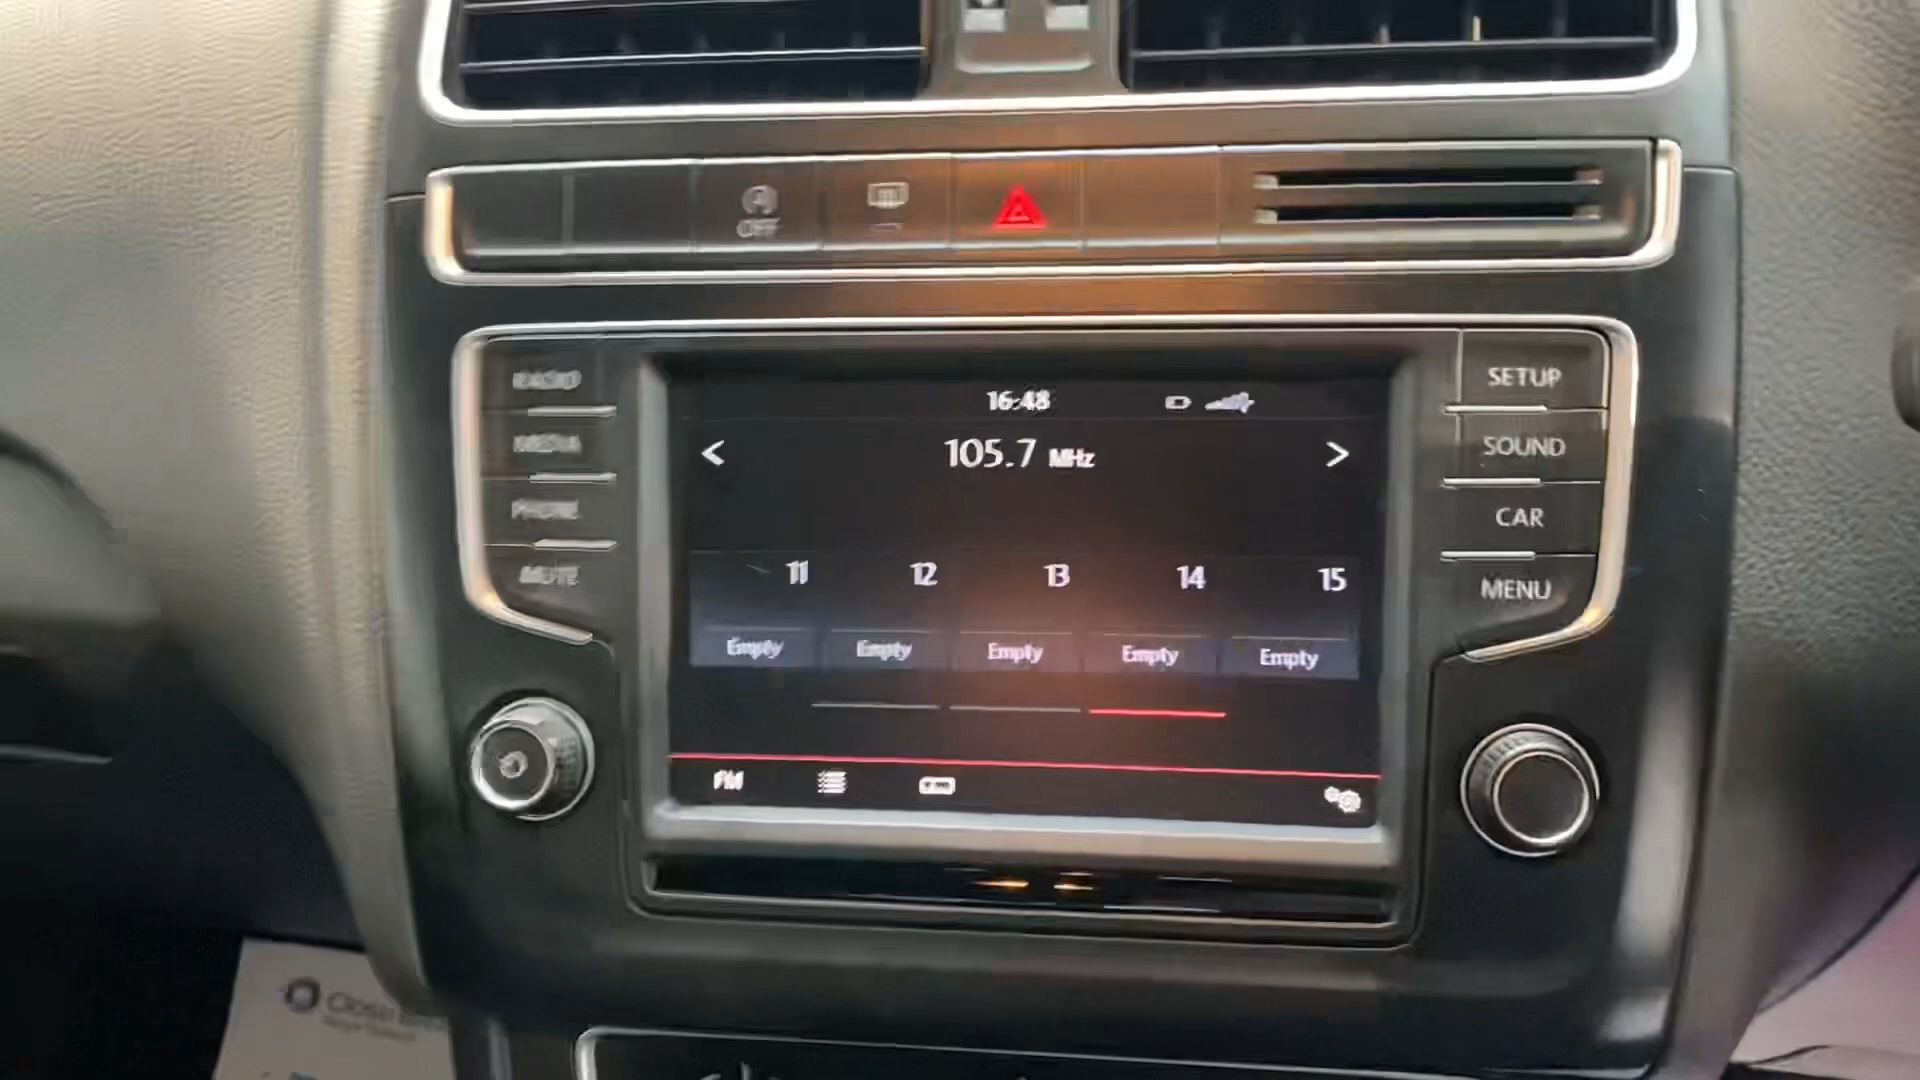 OFF
RADIO
MEDIA
PHONE
MUTE
16:48
105.7 MHz
11 12 13 14 15
Empty Empty Empty Empty Empty
FM
SETUP
SOUND
CAR
MENU